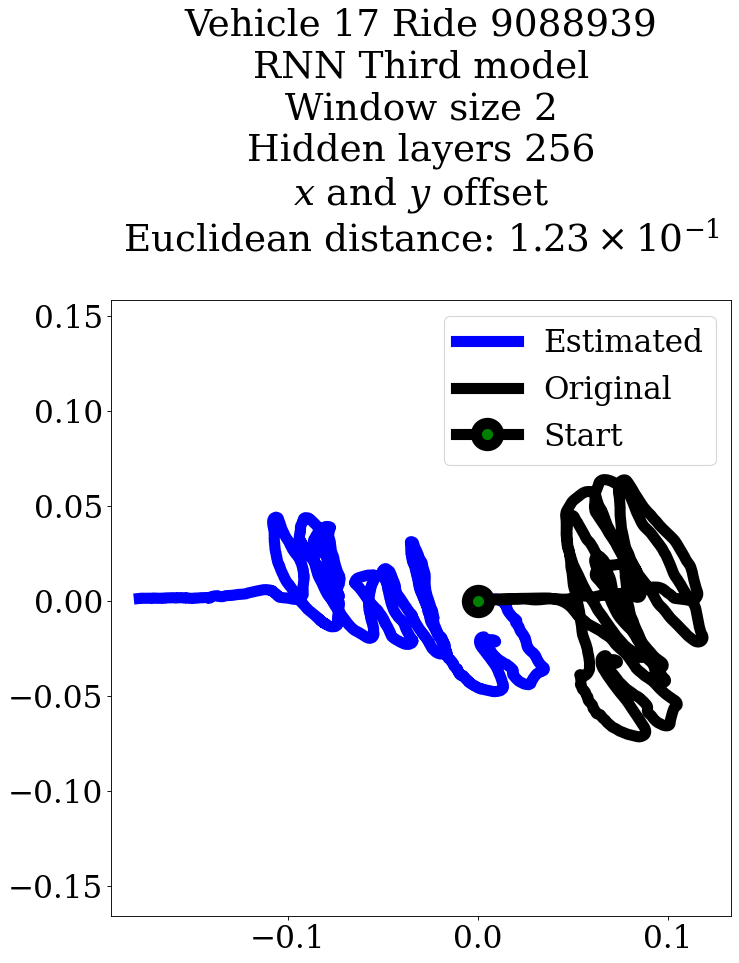 Vehicle 17 Ride 9088939
RNN Third model
Window size 2
Hidden layers 256
x and y offset
Euclidean distance: 1.23 × 10⁻¹
Estimated
Original
Start
0.15
0.10
0.05
0.00
−0.05
−0.10
−0.15
−0.1
0.0
0.1